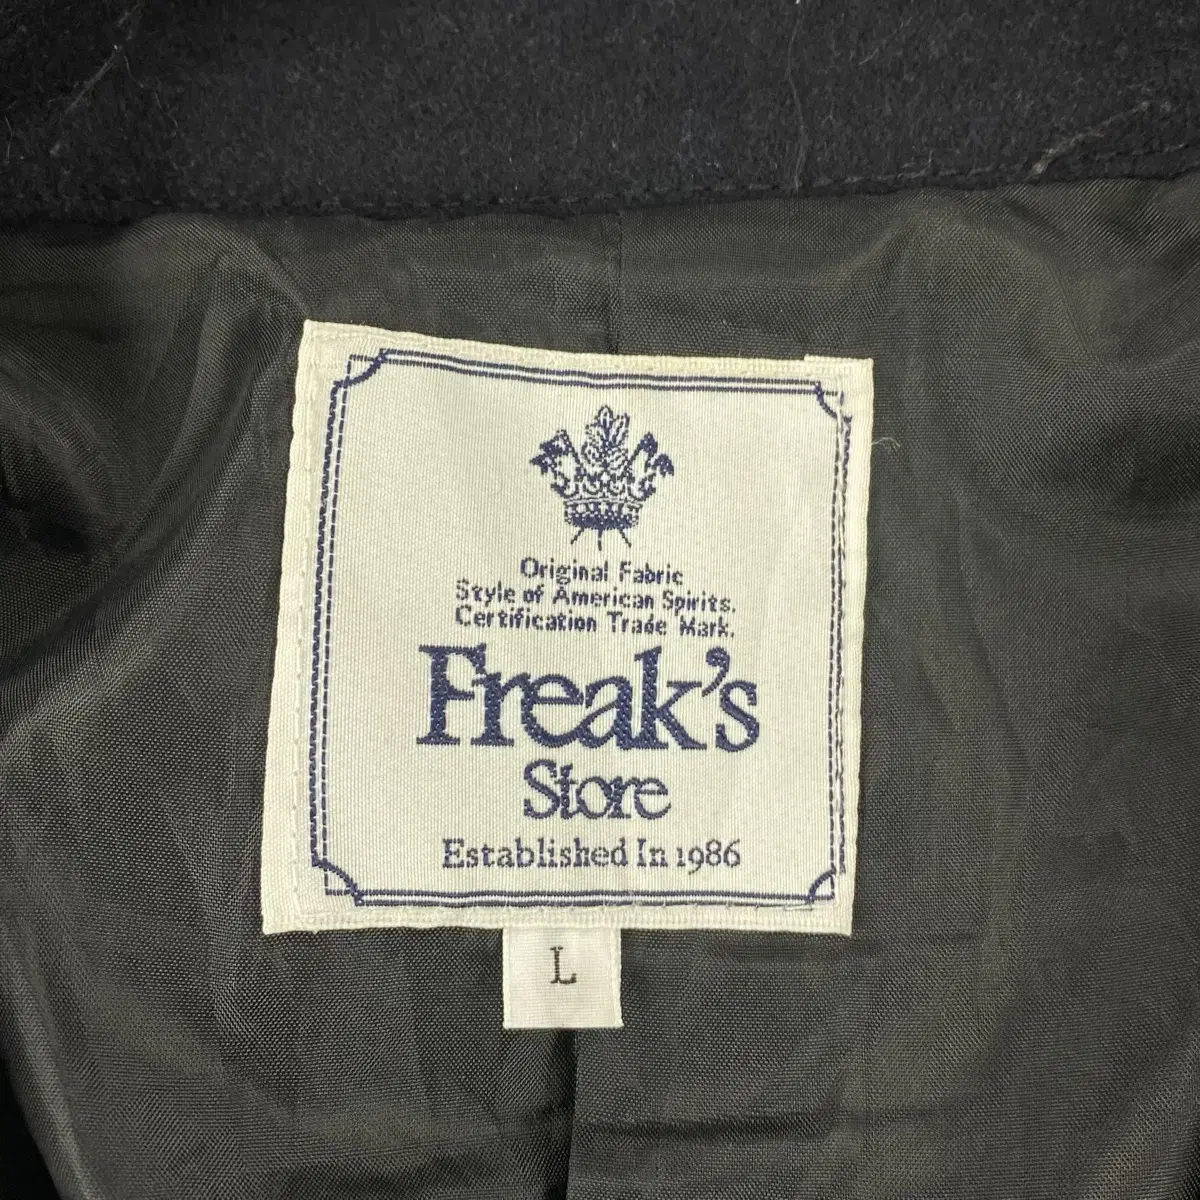 Original Fabric
Style of American Spirits.
Certification Trade Mark.
Freak's
Store
Established In 1986
L